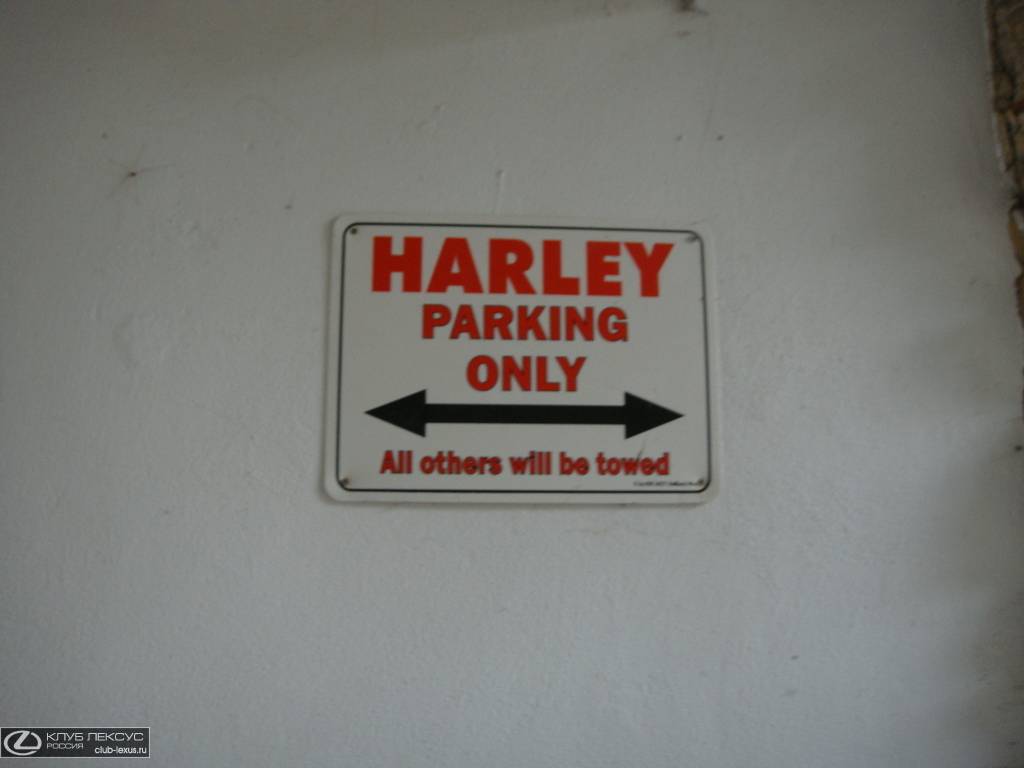 HARLEY
PARKING
ONLY
All others will be towed
КЛУБ ЛЕКСУС
РОССИЯ club-lexus.ru